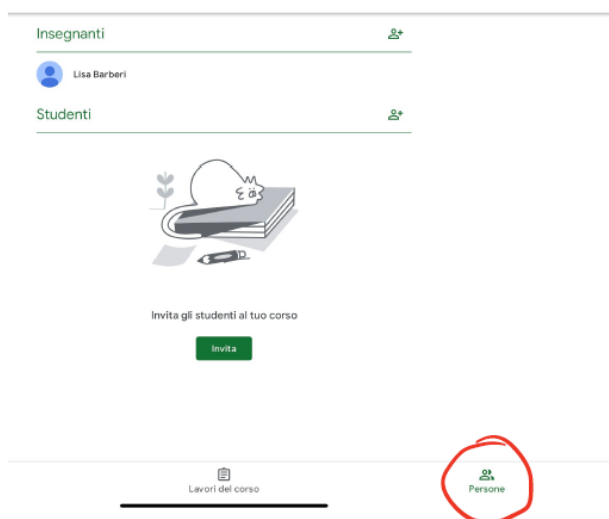 Insegnanti
Lisa Barberi
Studenti
Invita gli studenti al tuo corso
Invita
Lavori del corso
Persone